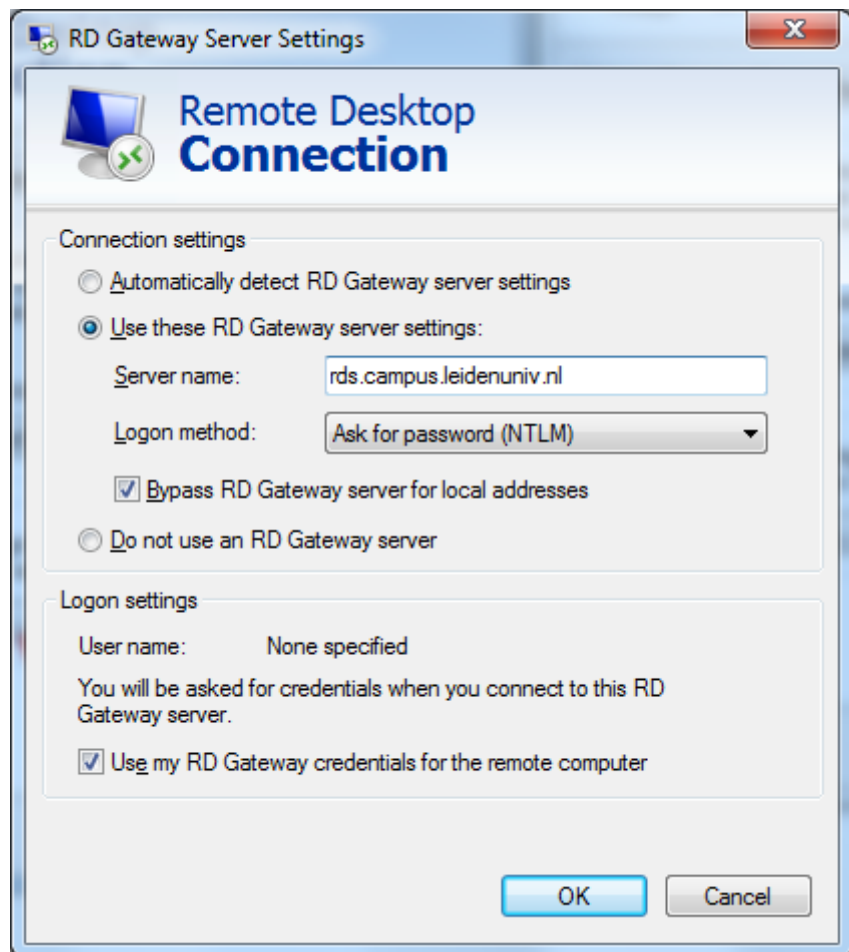 RD Gateway Server Settings
Remote Desktop
Connection
Connection settings
Automatically detect RD Gateway server settings
Use these RD Gateway server settings:
Server name: rds.campus.leidenuniv.nl
Logon method: Ask for password (NTLM)
Bypass RD Gateway server for local addresses
Do not use an RD Gateway server
Logon settings
User name: None specified
You will be asked for credentials when you connect to this RD
Gateway server.
Use my RD Gateway credentials for the remote computer
OK Cancel